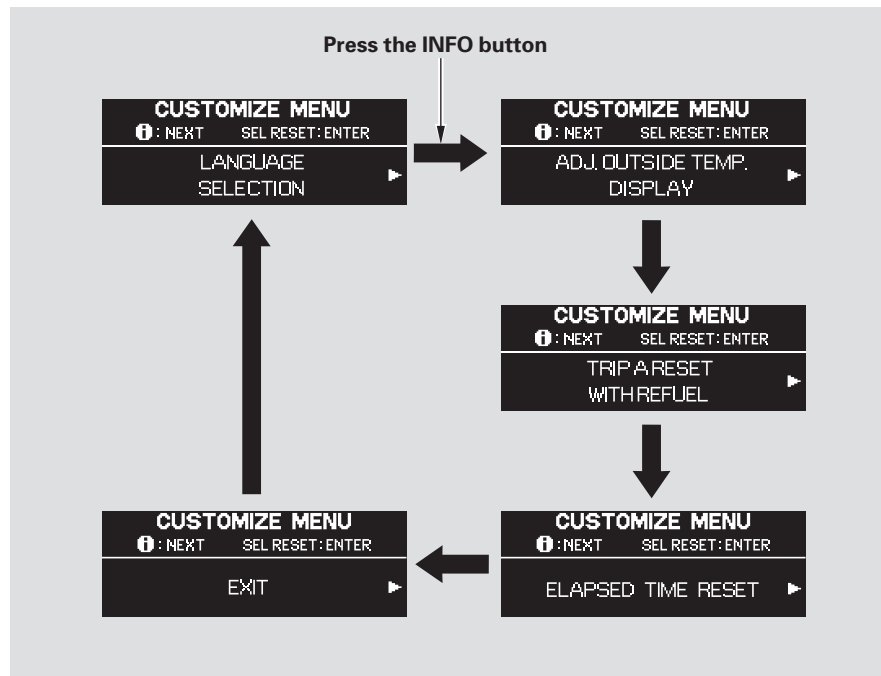 Press the INFO button
CUSTOMIZE MENU
i: NEXT SEL RESET: ENTER
LANGUAGE
SELECTION
CUSTOMIZE MENU
i: NEXT SEL RESET: ENTER
ADJ. OUTSIDE TEMP.
DISPLAY
CUSTOMIZE MENU
i: NEXT SEL RESET: ENTER
TRIP A RESET
WITH REFUEL
CUSTOMIZE MENU
i: NEXT SEL RESET: ENTER
ELAPSED TIME RESET
CUSTOMIZE MENU
i: NEXT SEL RESET: ENTER
EXIT